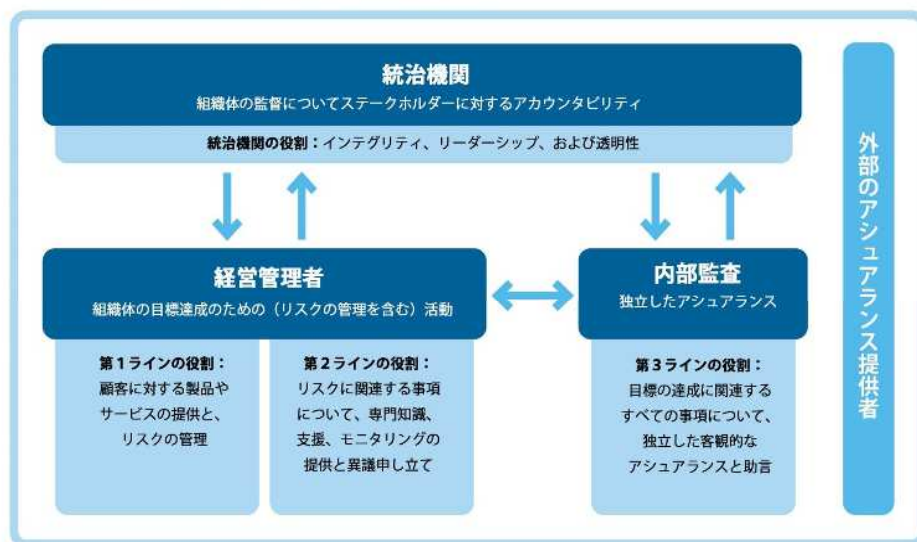 統治機関
組織体の監督についてステークホルダーに対するアカウンタビリティ
統治機関の役割：インテグリティ、リーダーシップ、および透明性
経営管理者
組織体の目標達成のための（リスクの管理を含む）活動
第１ラインの役割：
顧客に対する製品や
サービスの提供と、
リスクの管理
第２ラインの役割：
リスクに関連する事項
について、専門知識、
支援、モニタリングの
提供と異議申し立て
内部監査
独立したアシュアランス
第３ラインの役割：
目標の達成に関連する
すべての事項について、
独立した客観的な
アシュアランスと助言
外部のアシュアランス提供者